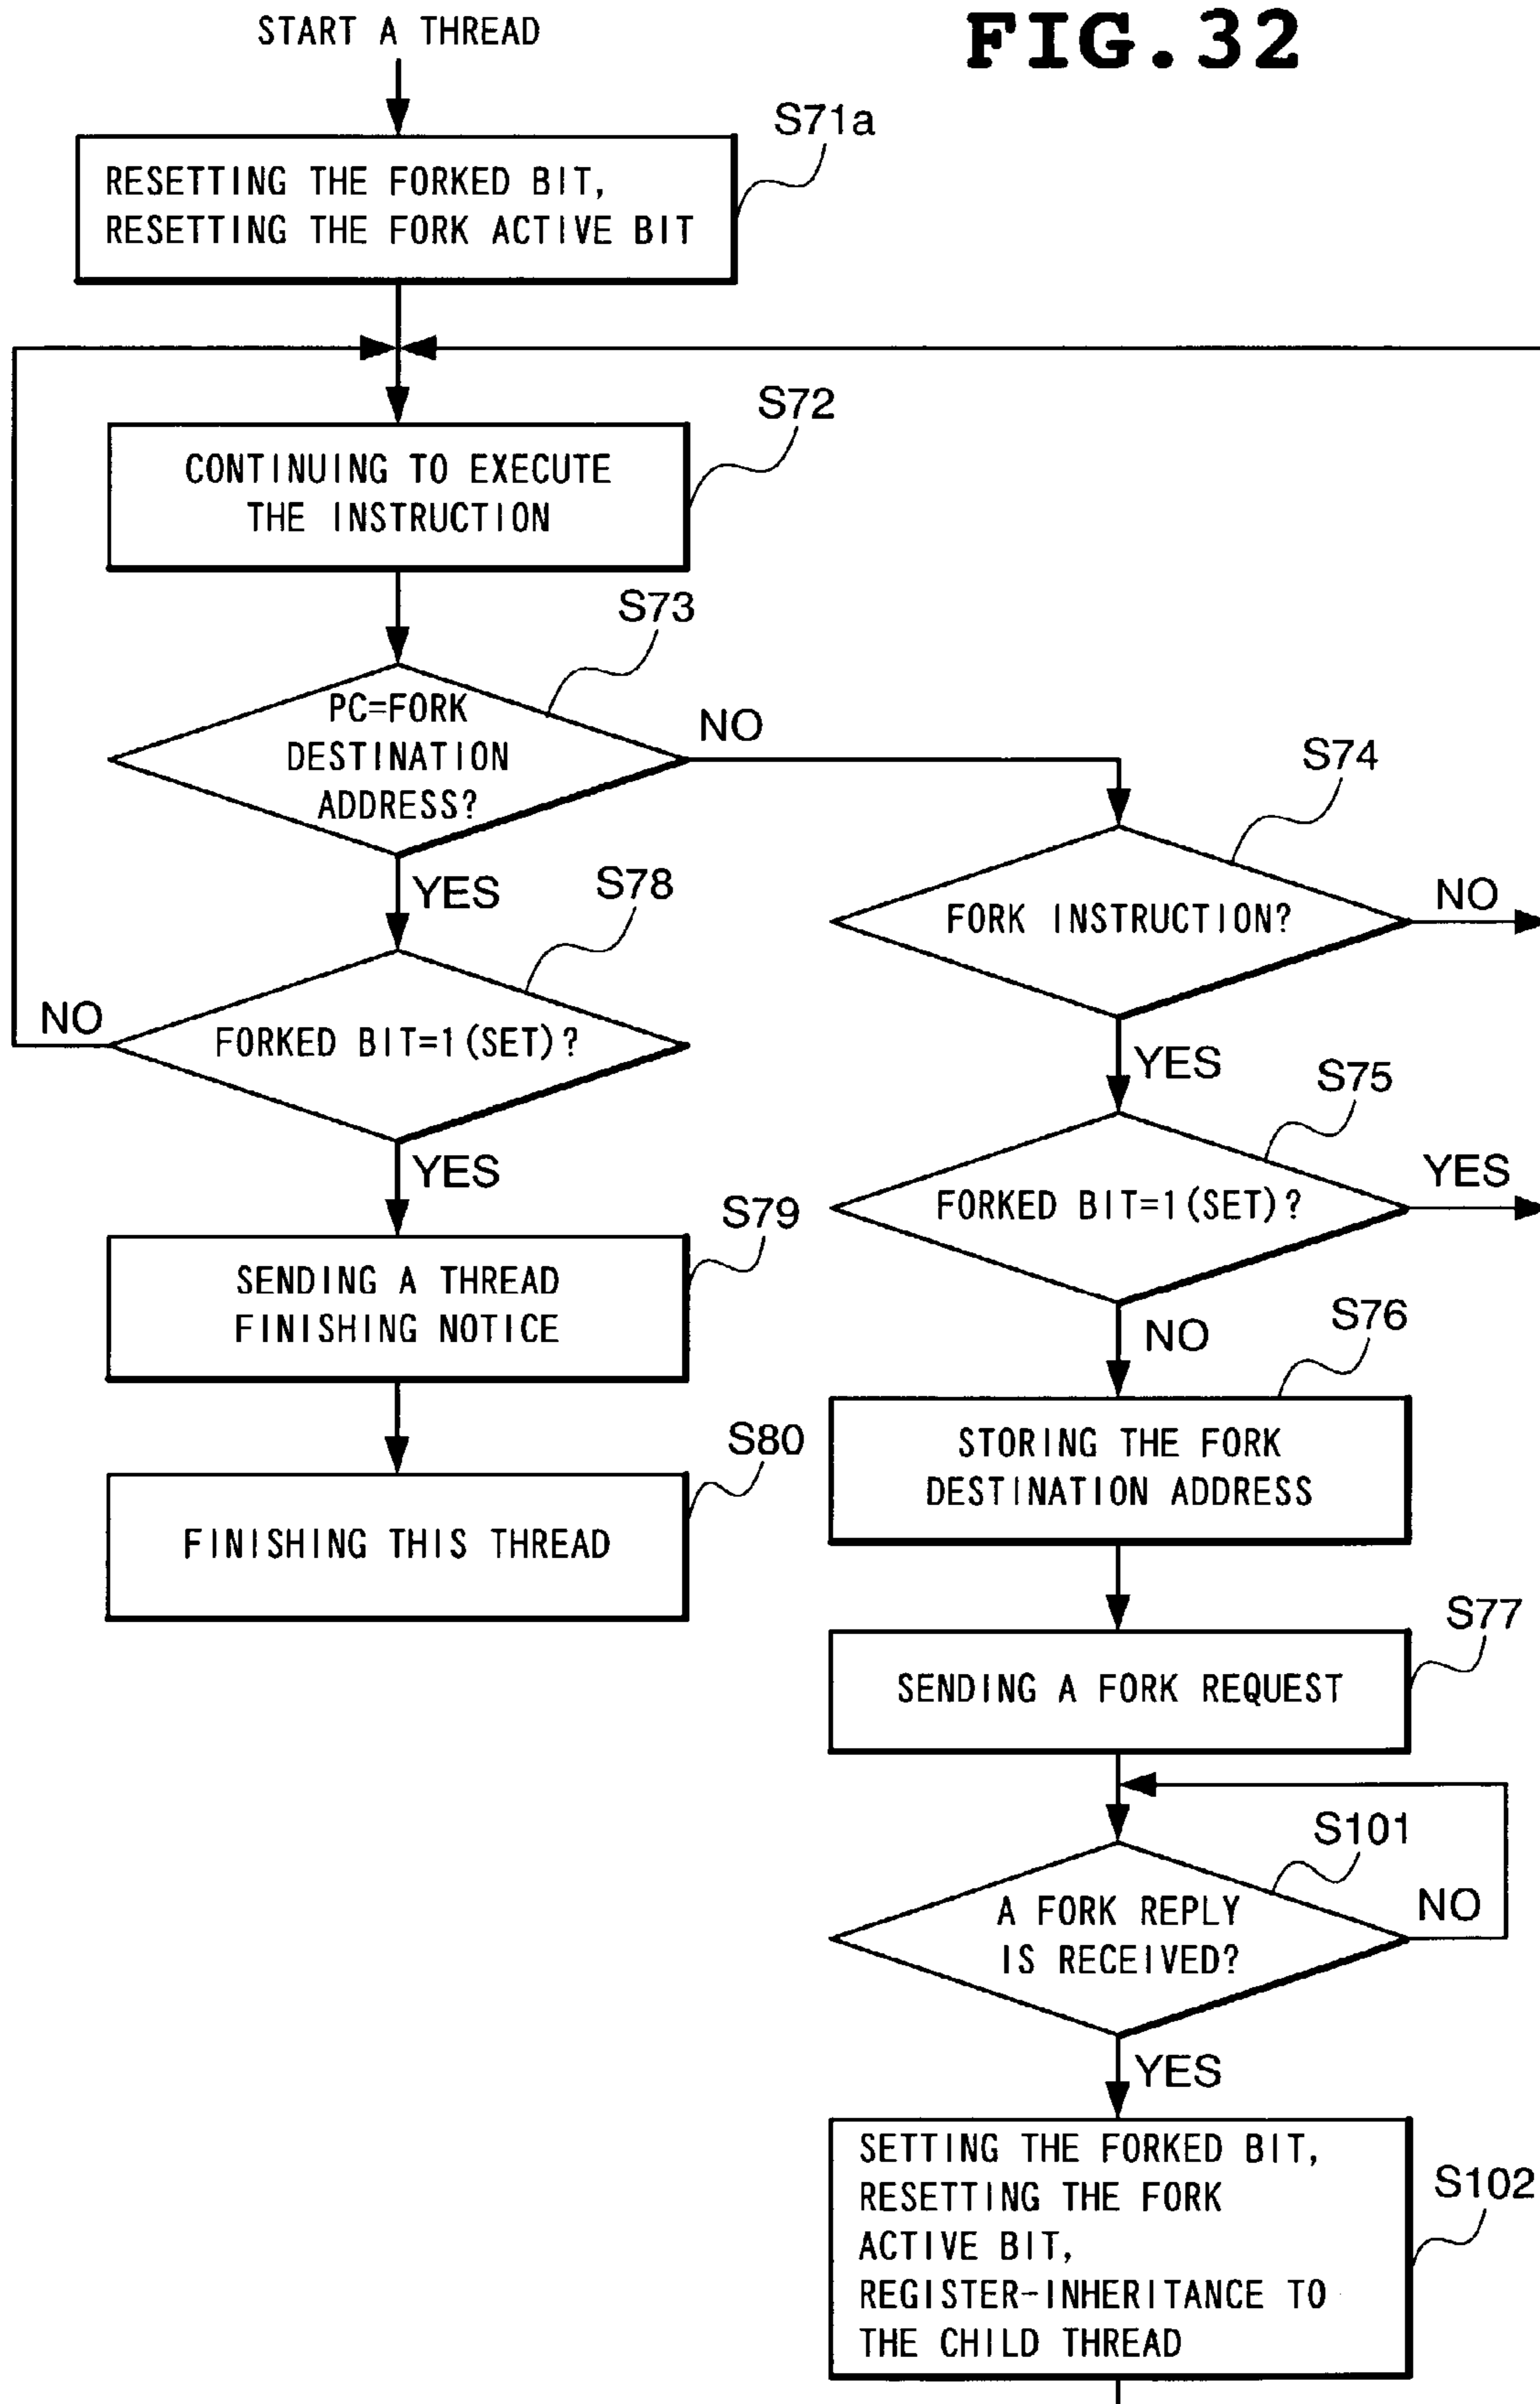 FIG.32
START A THREAD
S71a
RESETTING THE FORKED BIT,
RESETTING THE FORK ACTIVE BIT
S72
CONTINUING TO EXECUTE
THE INSTRUCTION
S73
PC=FORK
DESTINATION
ADDRESS?
NO
YES
S74
FORK INSTRUCTION?
NO
YES
S78
FORKED BIT=1(SET)?
NO
YES
S75
FORKED BIT=1(SET)?
YES
NO
S79
SENDING A THREAD
FINISHING NOTICE
S76
STORING THE FORK
DESTINATION ADDRESS
S80
FINISHING THIS THREAD
S77
SENDING A FORK REQUEST
S101
A FORK REPLY
IS RECEIVED?
NO
YES
S102
SETTING THE FORKED BIT,
RESETTING THE FORK
ACTIVE BIT,
REGISTER-INHERITANCE TO
THE CHILD THREAD